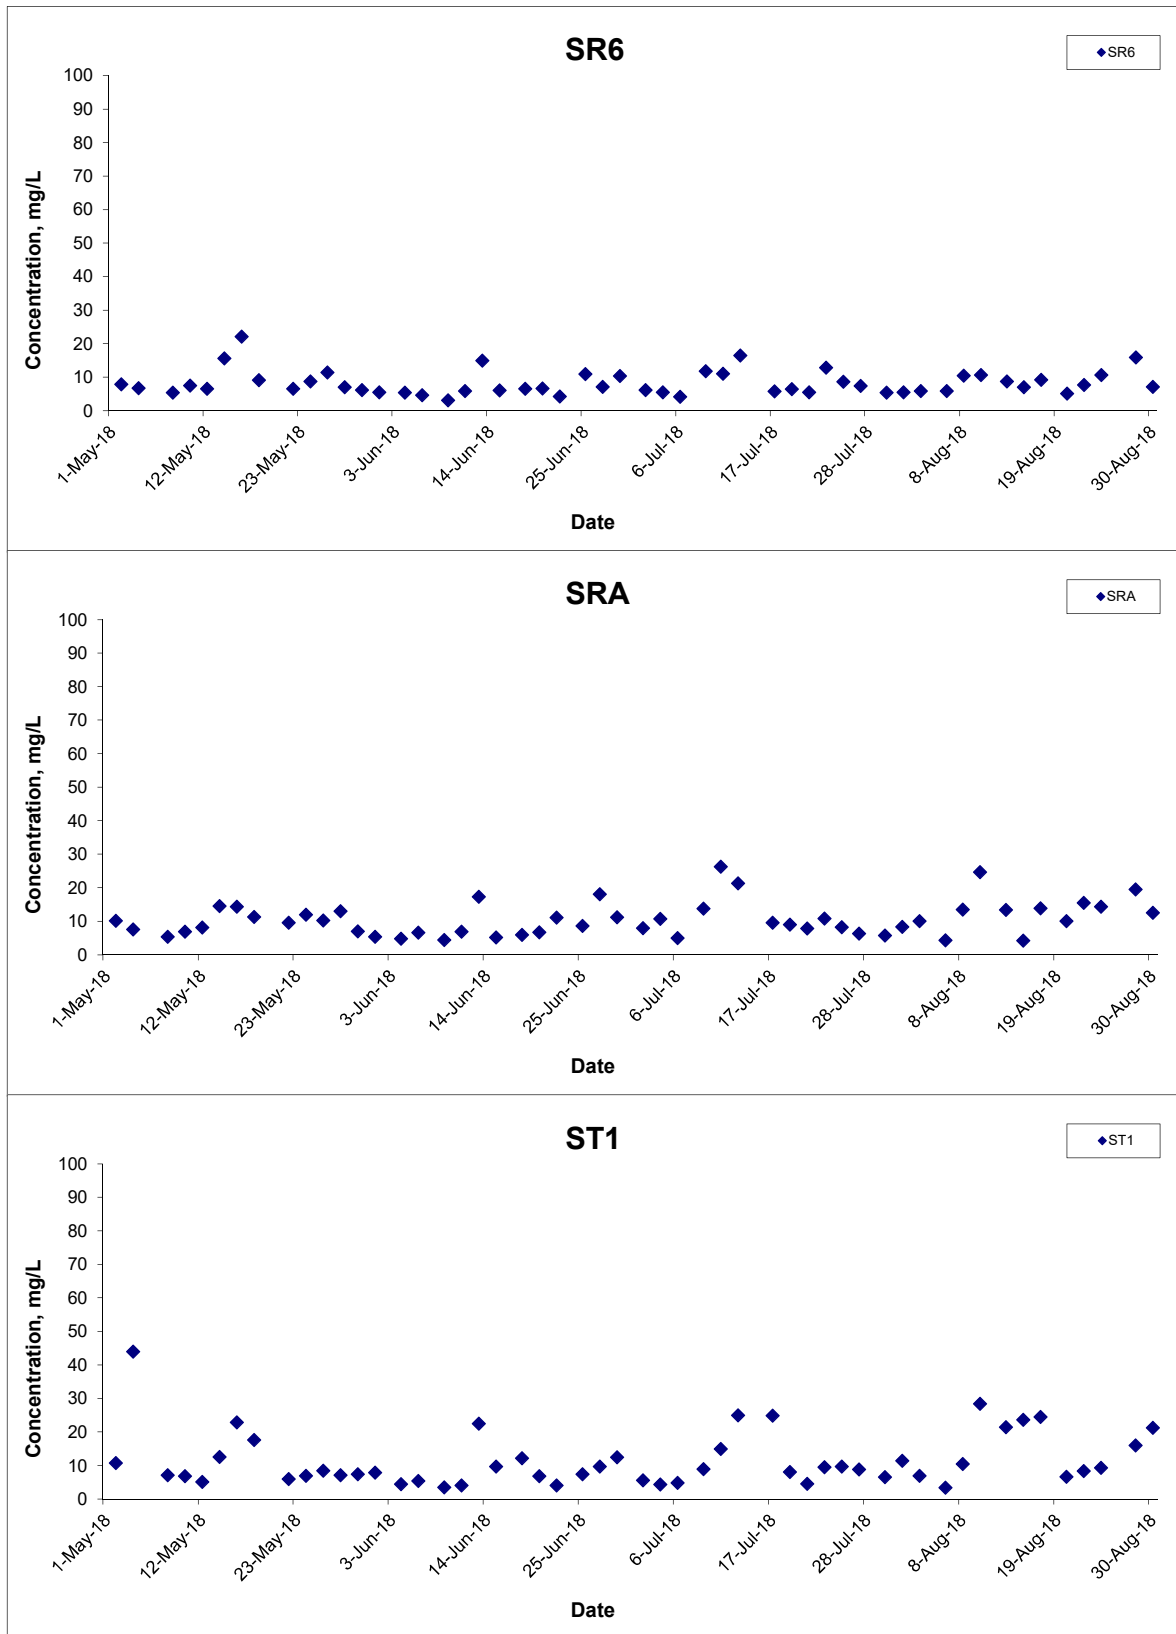 SR6
SR6
100
90
80
70
60
50
40
30
20
10
0
Concentration, mg/L
1-May-18
12-May-18
23-May-18
3-Jun-18
14-Jun-18
25-Jun-18
6-Jul-18
17-Jul-18
28-Jul-18
8-Aug-18
19-Aug-18
30-Aug-18
Date
SRA
SRA
100
90
80
70
60
50
40
30
20
10
0
Concentration, mg/L
1-May-18
12-May-18
23-May-18
3-Jun-18
14-Jun-18
25-Jun-18
6-Jul-18
17-Jul-18
28-Jul-18
8-Aug-18
19-Aug-18
30-Aug-18
Date
ST1
ST1
100
90
80
70
60
50
40
30
20
10
0
Concentration, mg/L
1-May-18
12-May-18
23-May-18
3-Jun-18
14-Jun-18
25-Jun-18
6-Jul-18
17-Jul-18
28-Jul-18
8-Aug-18
19-Aug-18
30-Aug-18
Date